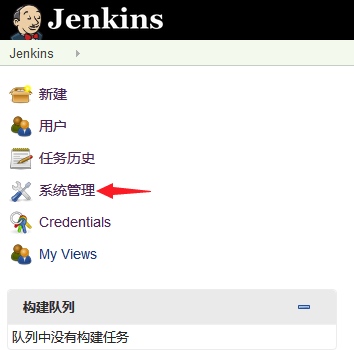 Jenkins
Jenkins
新建
用户
任务历史
系统管理
Credentials
My Views
构建队列
队列中没有构建任务